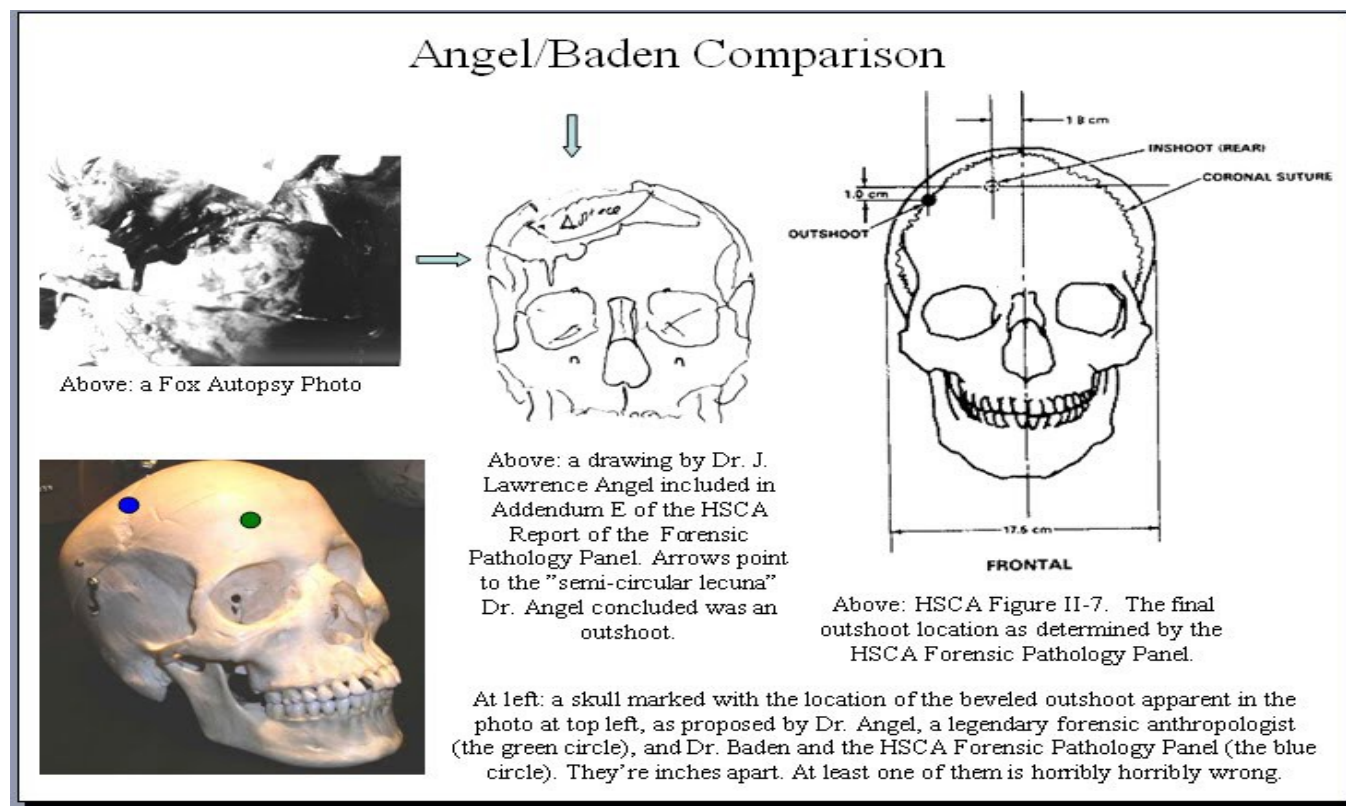 Angel/Baden Comparison
Above: a Fox Autopsy Photo
Above: a drawing by Dr. J.
Lawrence Angel included in
Addendum E of the HSCA
Report of the Forensic
Pathology Panel. Arrows point
to the "semi-circular lecuna"
Dr. Angel concluded was an
outshoot.
1.8 cm
INSHOOT (REAR)
CORONAL SUTURE
1.0 cm
OUTSHOOT
17.5 cm
FRONTAL
Above: HSCA Figure II-7. The final
outshoot location as determined by the
HSCA Forensic Pathology Panel.
At left: a skull marked with the location of the beveled outshoot apparent in the
photo at top left, as proposed by Dr. Angel, a legendary forensic anthropologist
(the green circle), and Dr. Baden and the HSCA Forensic Pathology Panel (the blue
circle). They're inches apart. At least one of them is horribly horribly wrong.